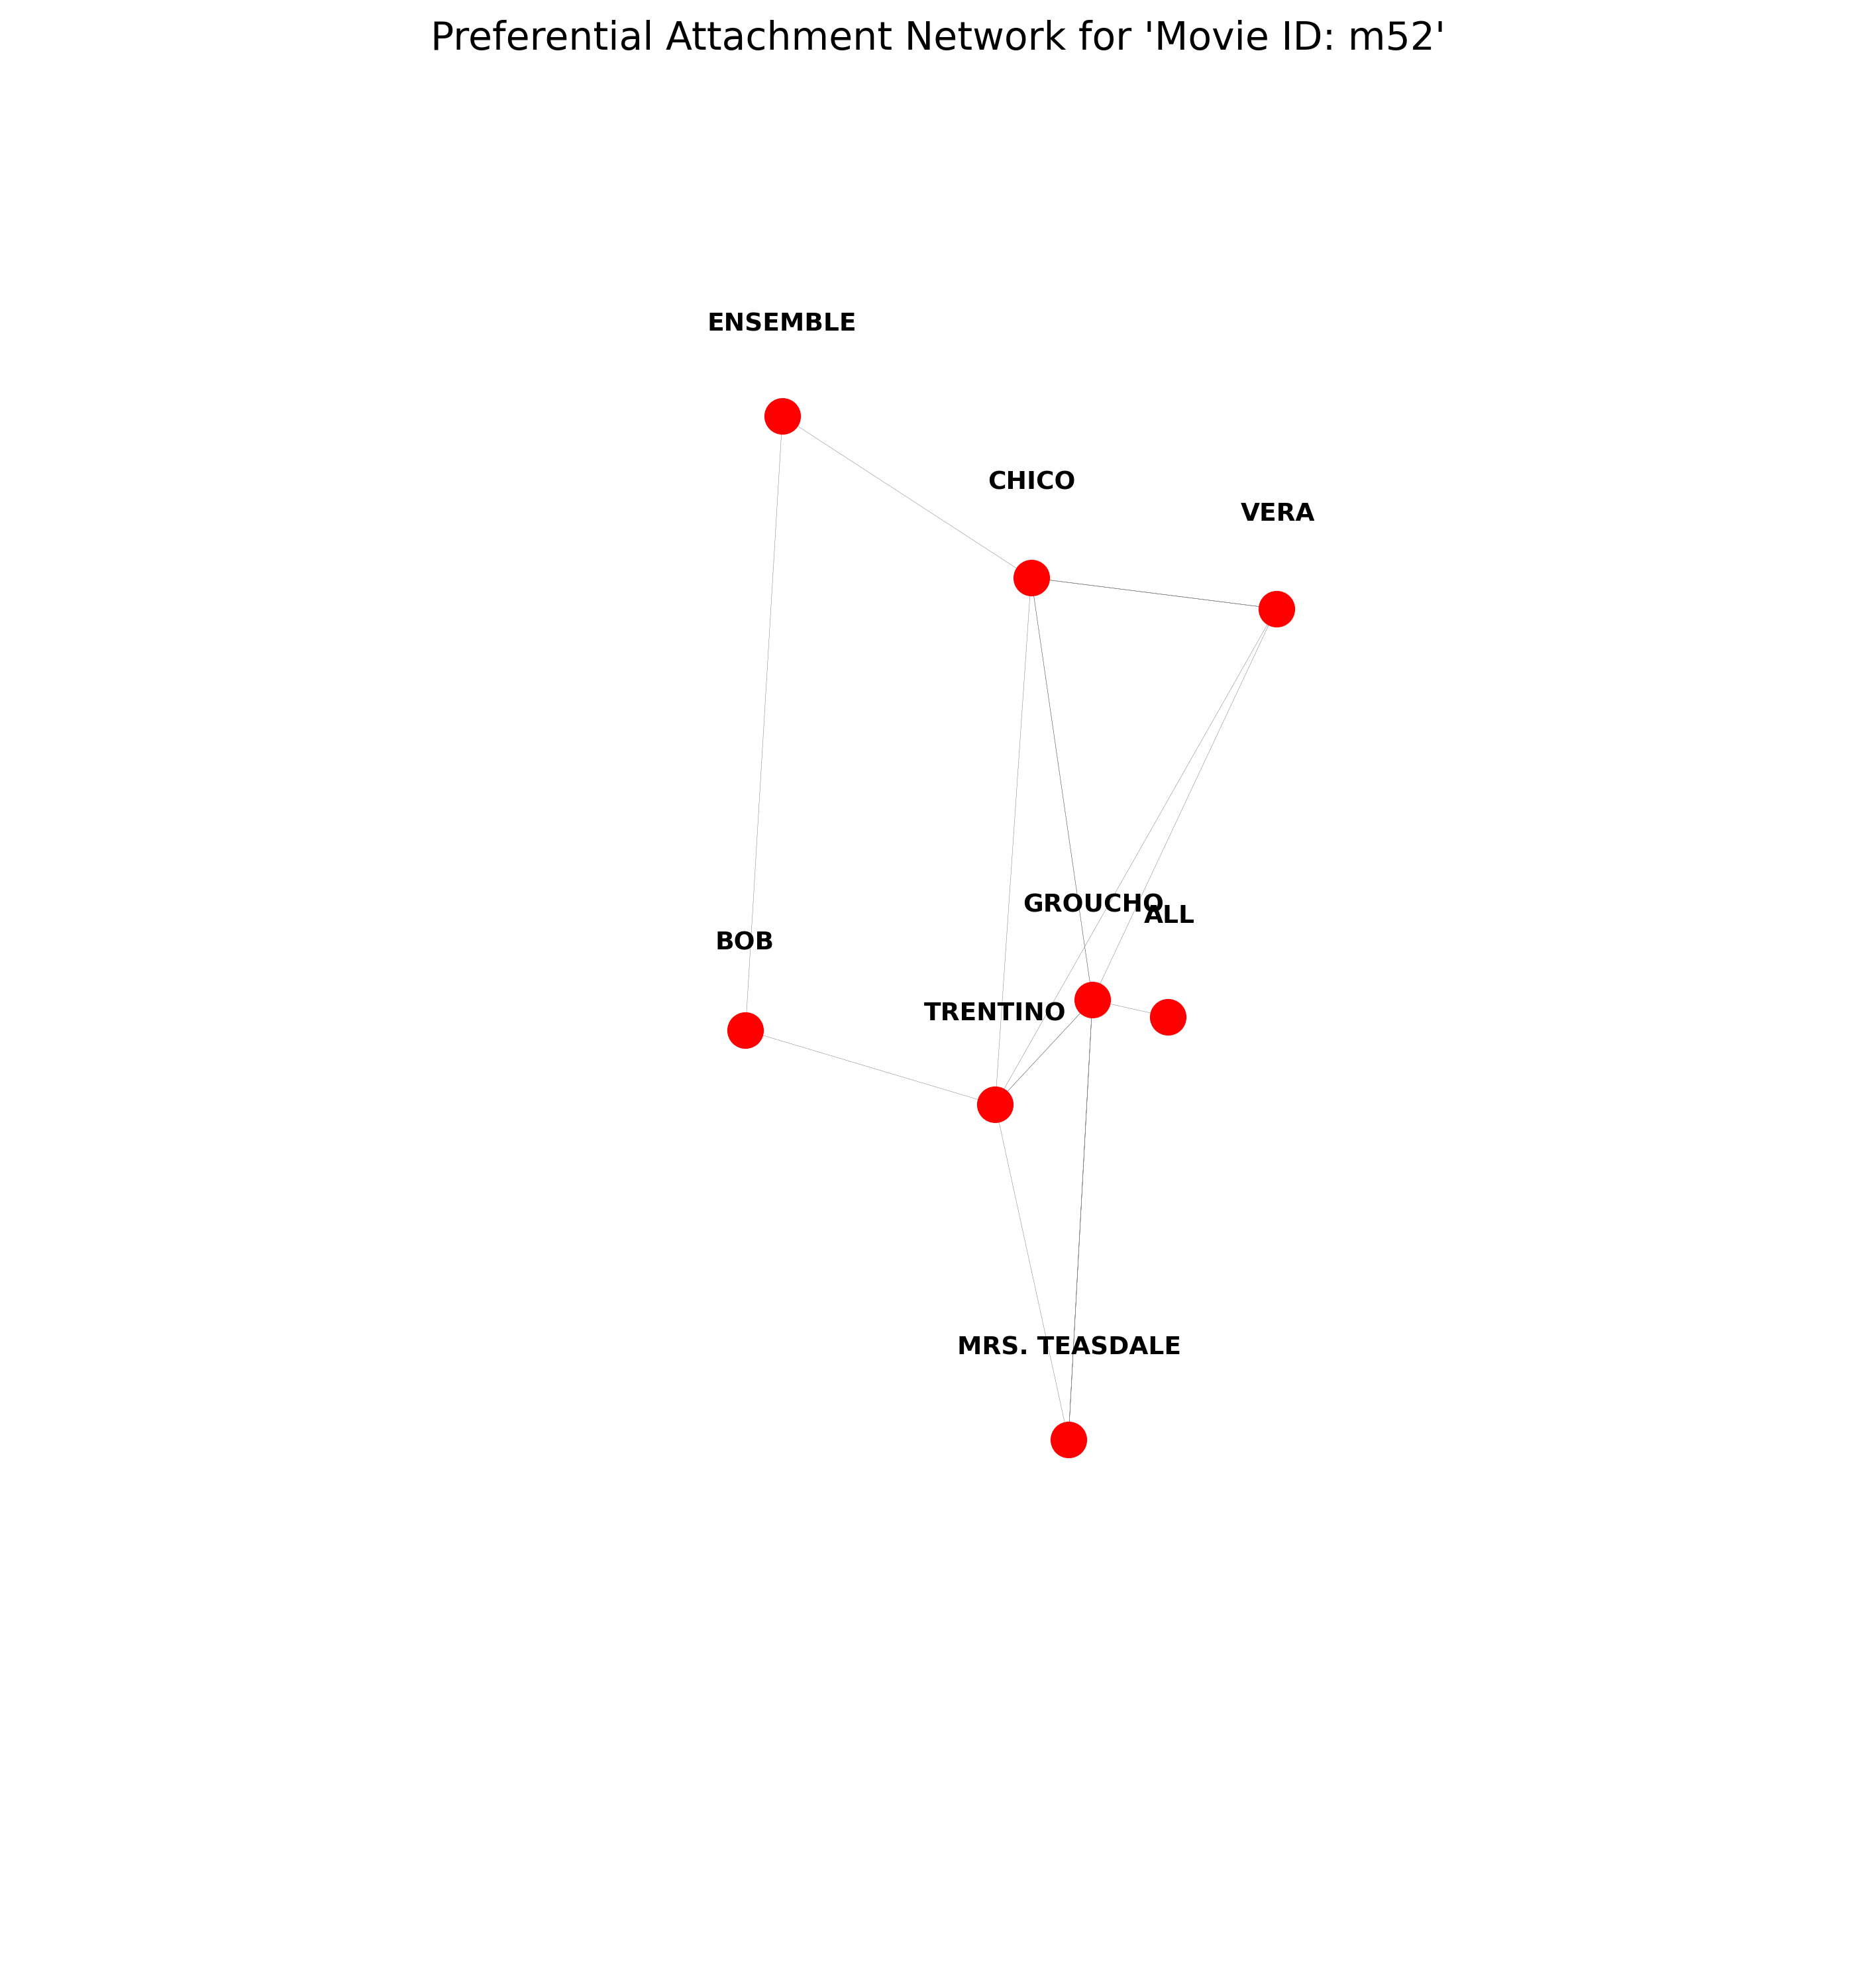 Preferential Attachment Network for 'Movie ID: m52'
ENSEMBLE
CHICO
VERA
GROUCHO
ALL
BOB
TRENTINO
MRS. TEASDALE